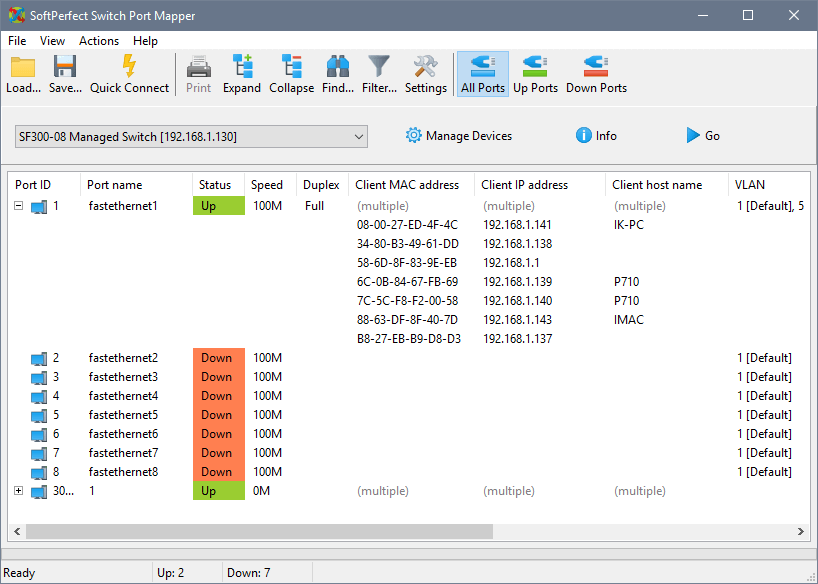 SoftPerfect Switch Port Mapper
File View Actions Help
Load... Save... Quick Connect Print Expand Collapse Find... Filter... Settings All Ports Up Ports Down Ports
SF300-08 Managed Switch [192.168.1.130] Manage Devices Info Go
Port ID Port name Status Speed Duplex Client MAC address Client IP address Client host name VLAN
1 fastethernet1 Up 100M Full (multiple) (multiple) (multiple) 1 [Default], 5
08-00-27-ED-4F-4C 192.168.1.141 IK-PC
34-80-B3-49-61-DD 192.168.1.138
58-6D-8F-83-9E-EB 192.168.1.1
6C-0B-84-67-FB-69 192.168.1.139 P710
7C-5C-F8-F2-00-58 192.168.1.140 P710
88-63-DF-8F-40-7D 192.168.1.143 IMAC
B8-27-EB-B9-D8-D3 192.168.1.137
2 fastethernet2 Down 100M 1 [Default]
3 fastethernet3 Down 100M 1 [Default]
4 fastethernet4 Down 100M 1 [Default]
5 fastethernet5 Down 100M 1 [Default]
6 fastethernet6 Down 100M 1 [Default]
7 fastethernet7 Down 100M 1 [Default]
8 fastethernet8 Down 100M 1 [Default]
30... 1 Up 0M (multiple) (multiple) (multiple)
Ready Up: 2 Down: 7